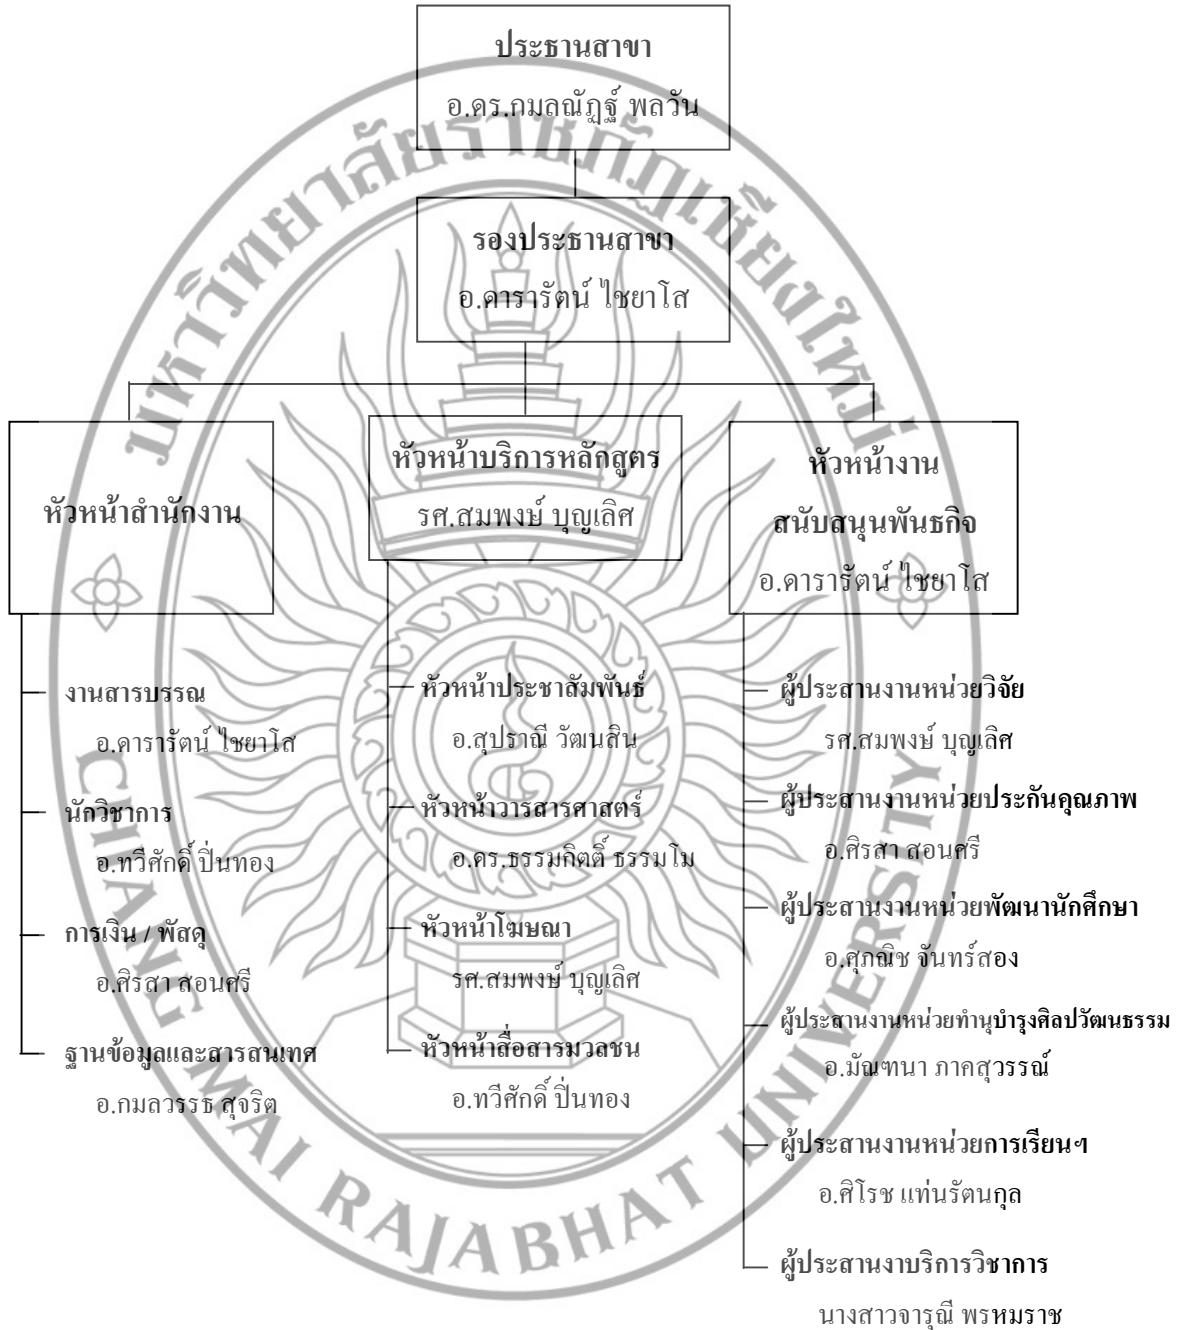 ประธานสาขา
อ.ดร.กมลณัฏฐ์ พลวัน
รองประธานสาขา
อ.ดารารัตน์ ไชยาโส
หัวหน้าสำนักงาน
งานสารบรรณ
อ.ดารารัตน์ ไชยาโส
นักวิชาการ
อ.ทวีศักดิ์ ปิ่นทอง
การเงิน / พัสดุ
อ.ศิรสา สอนศรี
ฐานข้อมูลและสารสนเทศ
อ.กมลวรรธ สุจริต
หัวหน้าบริการหลักสูตร
รศ.สมพงษ์ บุญเลิศ
หัวหน้าประชาสัมพันธ์
อ.สุปราณี วัฒนสิน
หัวหน้าวารสารศาสตร์
อ.ดร.ธรรมกิตติ์ ธรรมโม
หัวหน้าโฆษณา
รศ.สมพงษ์ บุญเลิศ
หัวหน้าสื่อสารมวลชน
อ.ทวีศักดิ์ ปิ่นทอง
หัวหน้างาน
สนับสนุนพันธกิจ
อ.ดารารัตน์ ไชยาโส
ผู้ประสานงานหน่วยวิจัย
รศ.สมพงษ์ บุญเลิศ
ผู้ประสานงานหน่วยประกันคุณภาพ
อ.ศิรสา สอนศรี
ผู้ประสานงานหน่วยพัฒนานักศึกษา
อ.ศุภณิช จันทร์สอง
ผู้ประสานงานหน่วยทำนุบำรุงศิลปวัฒนธรรม
อ.มัณฑนา ภาคสุวรรณ์
ผู้ประสานงานหน่วยการเรียนฯ
อ.ศิโรช แท่นรัตนกุล
ผู้ประสานงาบริการวิชาการ
นางสาวจารุณี พรหมราช
มหาวิทยาลัยราชภัฏเชียงใหม่
CHIANG MAI RAJABHAT UNIVERSITY